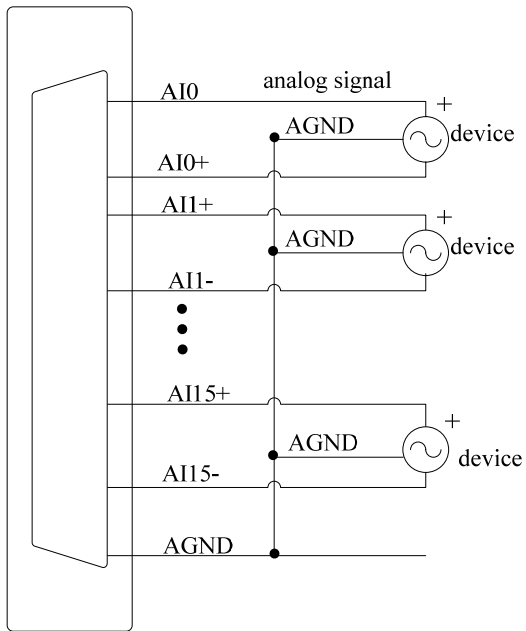 analog signal
AI0
+
AGND
device
AI0+
AI1+
+
AGND
device
AI1-
AI15+
+
AGND
device
AI15-
AGND